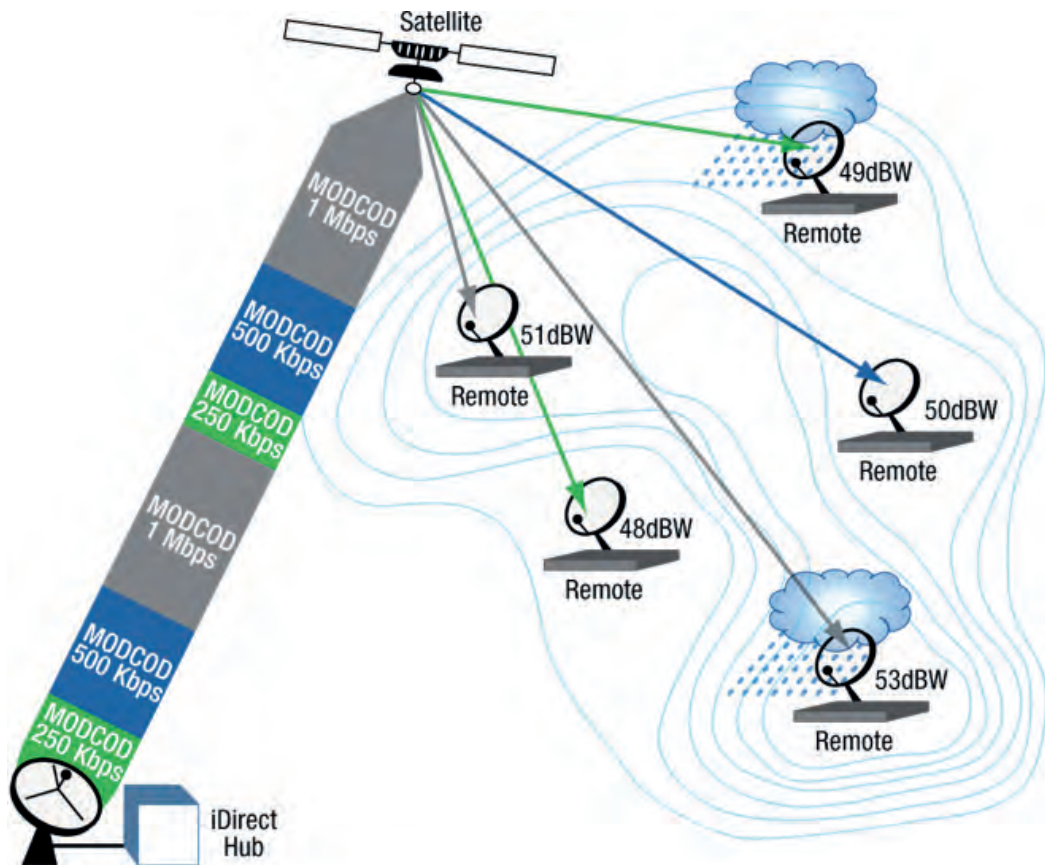 Satellite
MODCOD
1 Mbps
MODCOD
500 Kbps
MODCOD
250 Kbps
MODCOD
1 Mbps
MODCOD
500 Kbps
MODCOD
250 Kbps
iDirect
Hub
49dBW
Remote
51dBW
Remote
50dBW
Remote
48dBW
Remote
53dBW
Remote